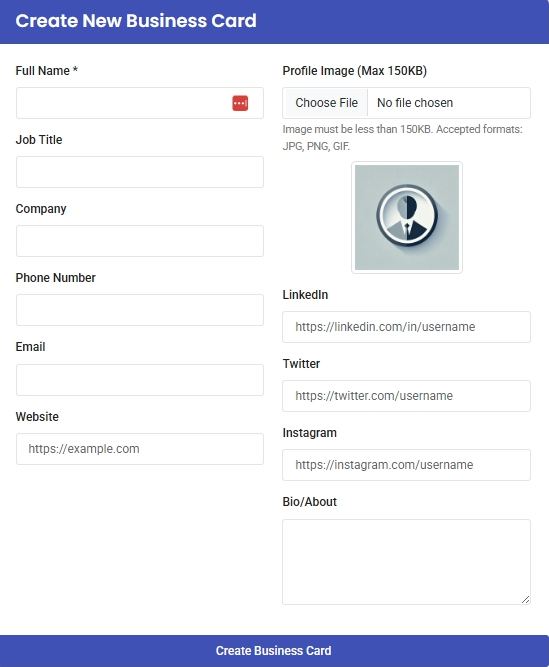 Create New Business Card
Full Name *
Job Title
Company
Phone Number
Email
Website
https://example.com
Profile Image (Max 150KB)
Choose File No file chosen
Image must be less than 150KB. Accepted formats:
JPG, PNG, GIF.
LinkedIn
https://linkedin.com/in/username
Twitter
https://twitter.com/username
Instagram
https://instagram.com/username
Bio/About
Create Business Card